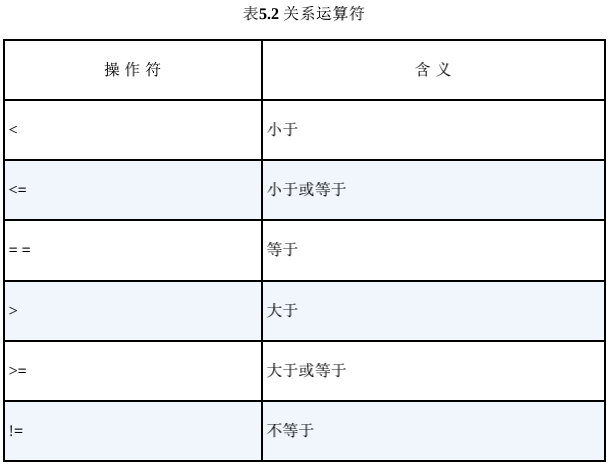 表5.2 关系运算符
操 作 符 含 义
< 小于
<= 小于或等于
= = 等于
> 大于
>= 大于或等于
!= 不等于